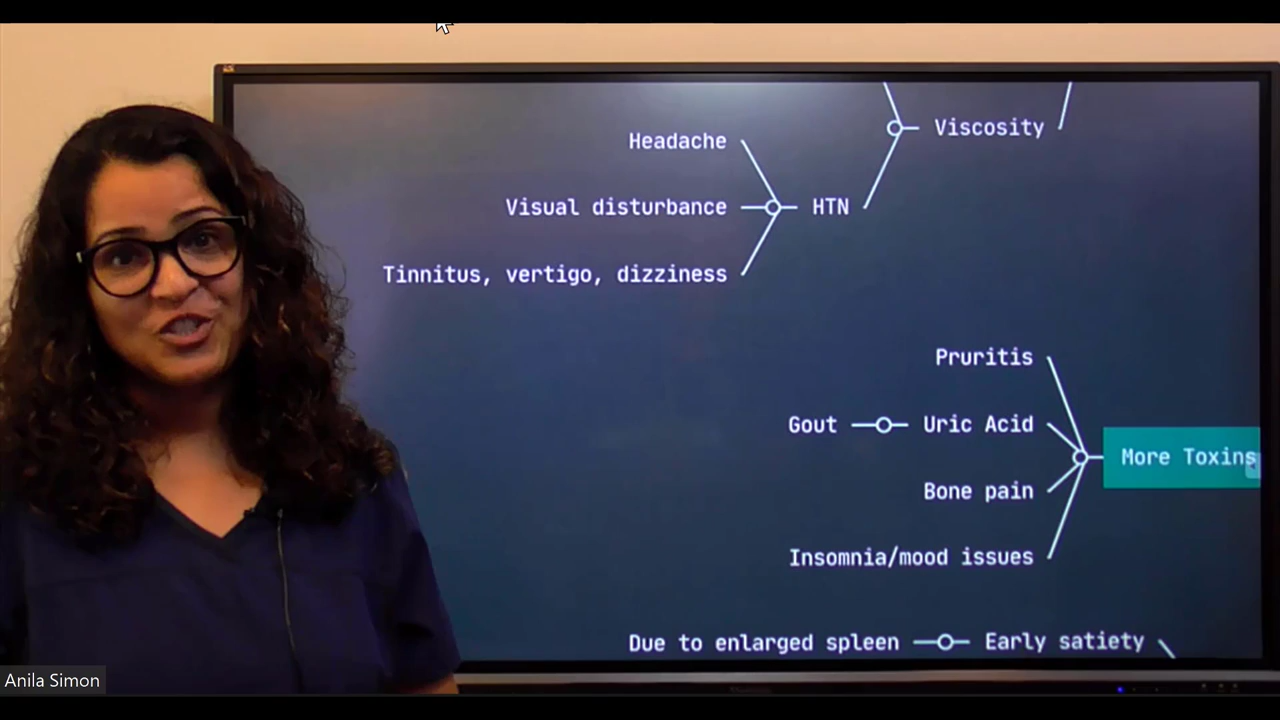 Viscosity
Headache
Visual disturbance
HTN
Tinnitus, vertigo, dizziness
Pruritis
Gout
Uric Acid
More Toxins
Bone pain
Insomnia/mood issues
Due to enlarged spleen
Early satiety
Anila Simon